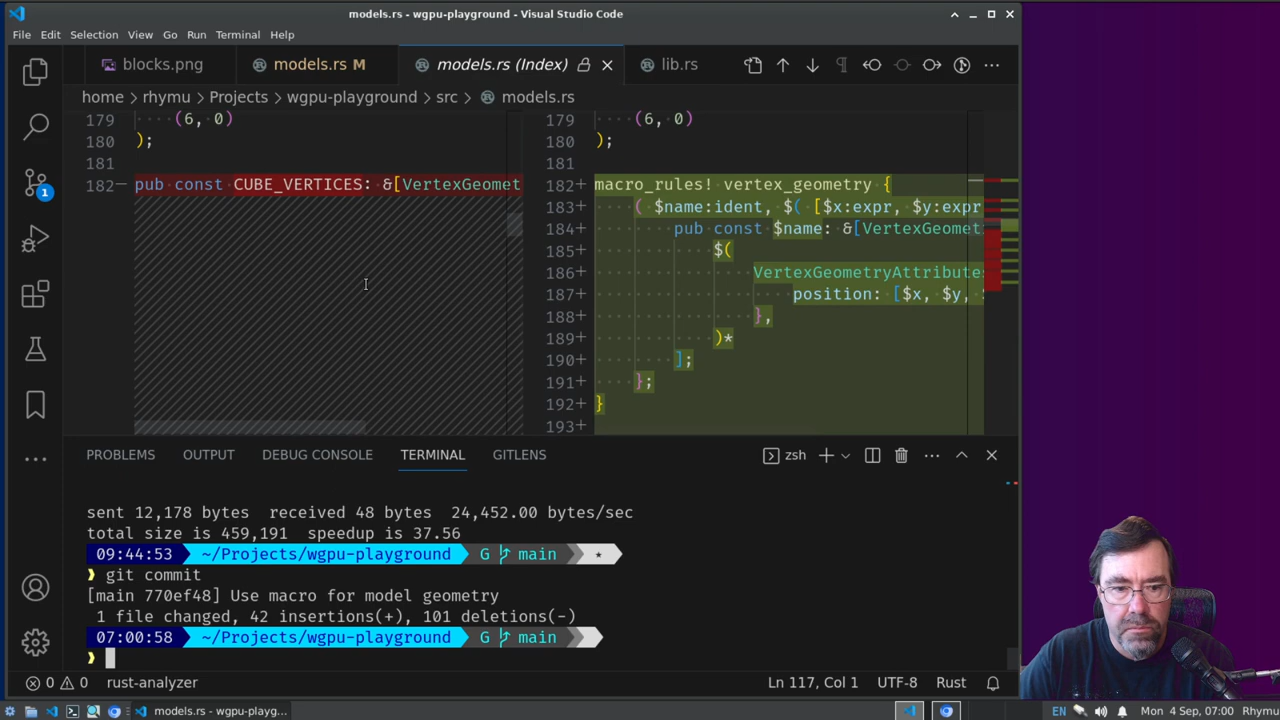 models.rs - wgpu-playground - Visual Studio Code
File Edit Selection View Go Run Terminal Help
blocks.png models.rs M models.rs (Index) lib.rs
home > rhymu > Projects > wgpu-playground > src > models.rs
179 (6, 0)
180 );
181
182 pub const CUBE_VERTICES: &[VertexGeomet
179 (6, 0)
180 );
181
182+ macro_rules! vertex_geometry {
183+ ( $name:ident, $( [$x:expr, $y:expr
184+ pub const $name: &[VertexGeomet
185+ $(
186+ VertexGeometryAttributes
187+ position: [$x, $y,
188+ },
189+ )*
190+ ];
191+ };
192+ }
193+
1
PROBLEMS OUTPUT DEBUG CONSOLE TERMINAL GITLENS
zsh
sent 12,178 bytes received 48 bytes 24,452.00 bytes/sec
total size is 459,191 speedup is 37.56
09:44:53 ~/Projects/wgpu-playground G main *
❯ git commit
[main 770ef48] Use macro for model geometry
1 file changed, 42 insertions(+), 101 deletions(-)
07:00:58 ~/Projects/wgpu-playground G main
❯
0 0 rust-analyzer Ln 117, Col 1 UTF-8 Rust
models.rs - wgpu-playg... EN Mon 4 Sep, 07:00 Rhymu